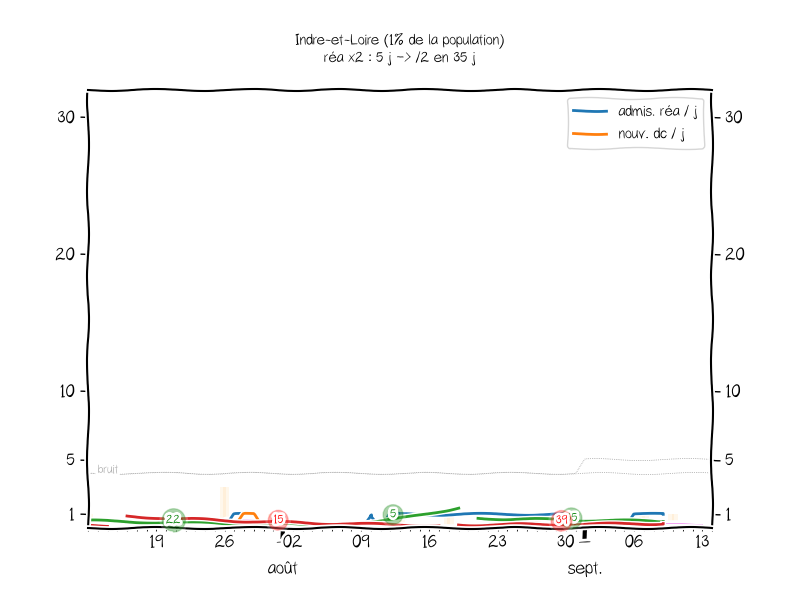 Indre-et-Loire (1% de la population)
réa x2 : 5 j -> /2 en 35 j
admis. réa / j
nouv. dc / j
30 30
20 20
10 10
5 5
bruit
1 1
22 15 5 39
19 26 02 09 16 23 30 06 13
août sept.